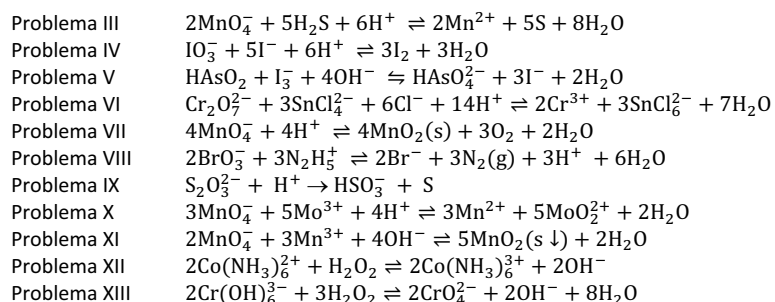 Problema III 2MnO₄⁻ + 5H₂S + 6H⁺ ⇌ 2Mn²⁺ + 5S + 8H₂O
Problema IV IO₃⁻ + 5I⁻ + 6H⁺ ⇌ 3I₂ + 3H₂O
Problema V HAsO₂ + I₃⁻ + 4OH⁻ ⇋ HAsO₄²⁻ + 3I⁻ + 2H₂O
Problema VI Cr₂O₇²⁻ + 3SnCl₄²⁻ + 6Cl⁻ + 14H⁺ ⇌ 2Cr³⁺ + 3SnCl₆²⁻ + 7H₂O
Problema VII 4MnO₄⁻ + 4H⁺ ⇌ 4MnO₂(s) + 3O₂ + 2H₂O
Problema VIII 2BrO₃⁻ + 3N₂H₅⁺ ⇌ 2Br⁻ + 3N₂(g) + 3H⁺ + 6H₂O
Problema IX S₂O₃²⁻ + H⁺ → HSO₃⁻ + S
Problema X 3MnO₄⁻ + 5Mo³⁺ + 4H⁺ ⇌ 3Mn²⁺ + 5MoO₂²⁺ + 2H₂O
Problema XI 2MnO₄⁻ + 3Mn³⁺ + 4OH⁻ ⇌ 5MnO₂(s ↓) + 2H₂O
Problema XII 2Co(NH₃)₆²⁺ + H₂O₂ ⇌ 2Co(NH₃)₆³⁺ + 2OH⁻
Problema XIII 2Cr(OH)₆³⁻ + 3H₂O₂ ⇌ 2CrO₄²⁻ + 2OH⁻ + 8H₂O